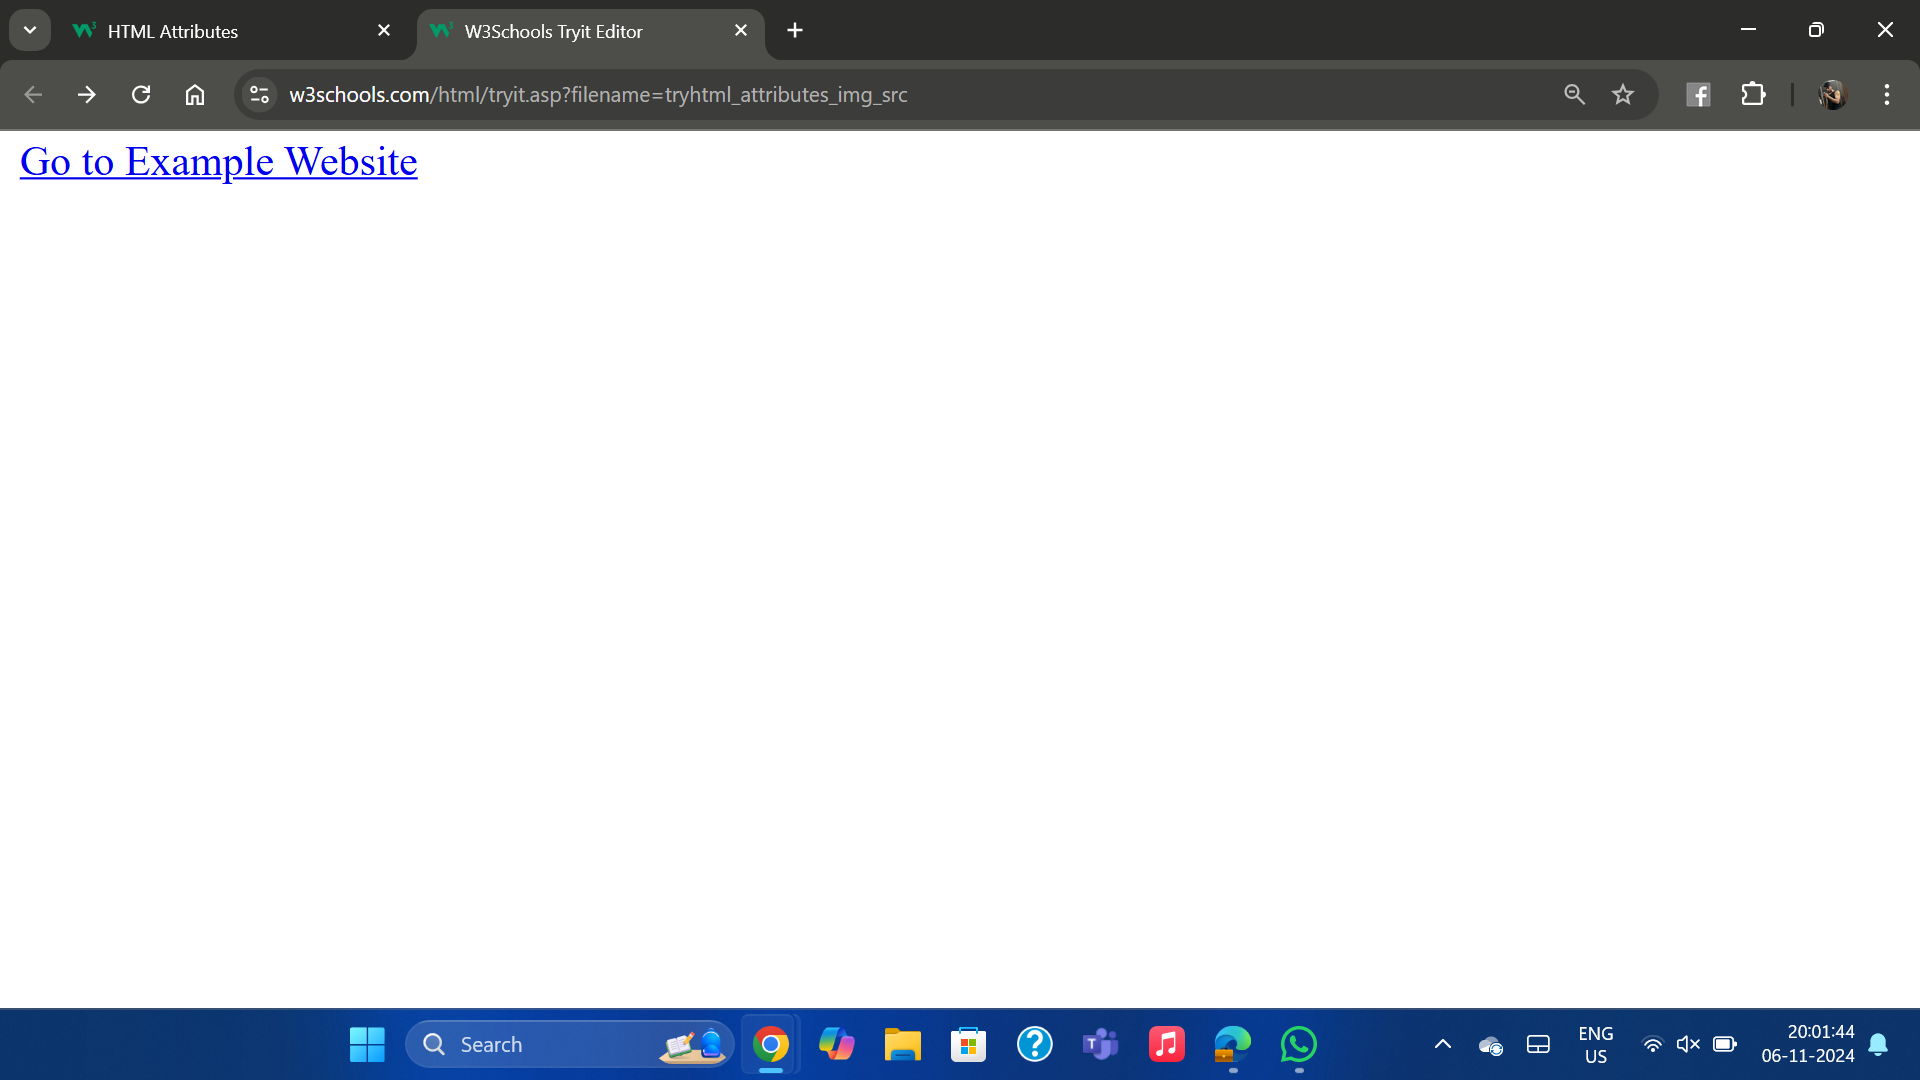 HTML Attributes
W3Schools Tryit Editor
w3schools.com/html/tryit.asp?filename=tryhtml_attributes_img_src
Go to Example Website
Search
ENG
US
20:01:44
06-11-2024